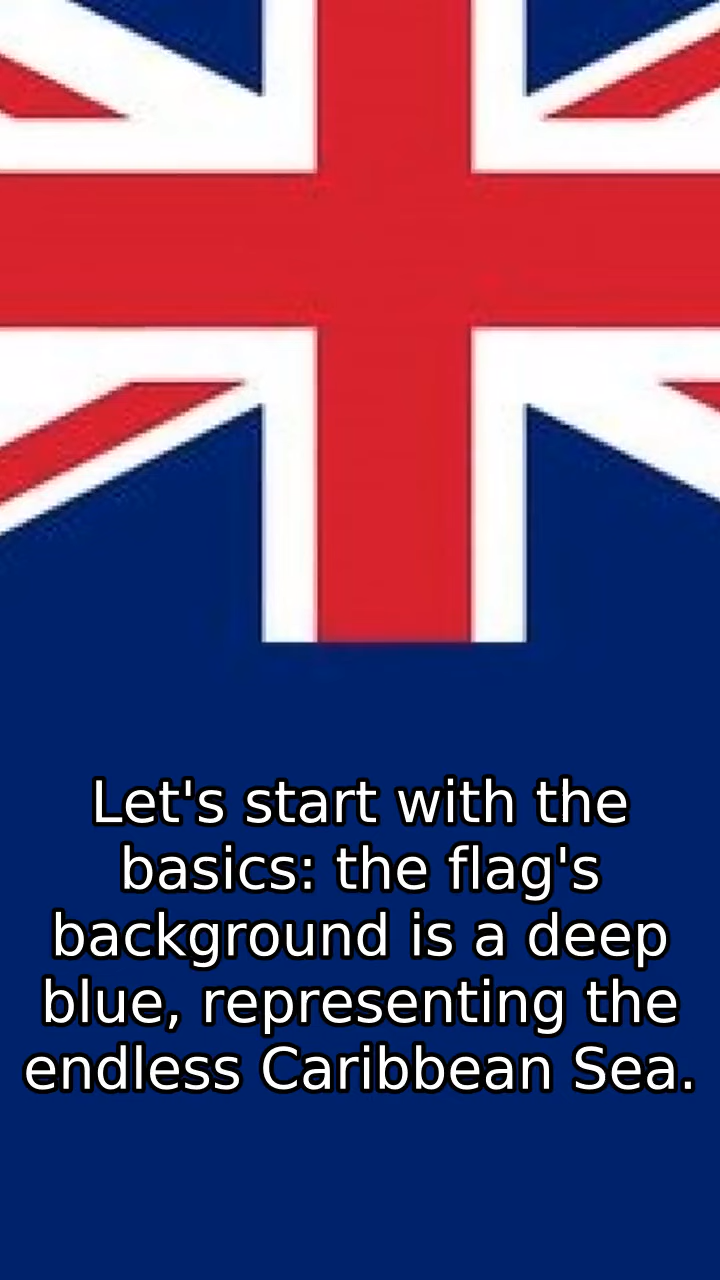 Let's start with the
basics: the flag's
background is a deep
blue, representing the
endless Caribbean Sea.